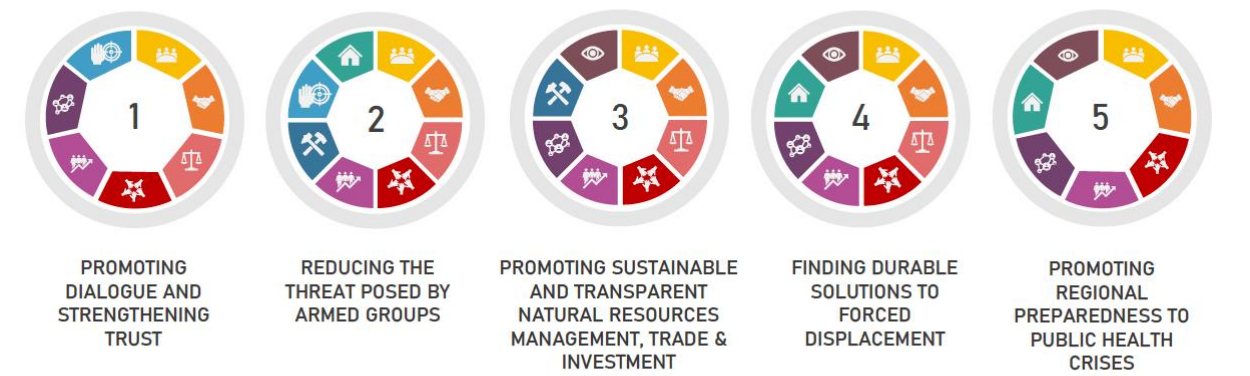 1
PROMOTING
DIALOGUE AND
STRENGTHENING
TRUST
2
REDUCING THE
THREAT POSED BY
ARMED GROUPS
3
PROMOTING SUSTAINABLE
AND TRANSPARENT
NATURAL RESOURCES
MANAGEMENT, TRADE &
INVESTMENT
4
FINDING DURABLE
SOLUTIONS TO
FORCED
DISPLACEMENT
5
PROMOTING
REGIONAL
PREPAREDNESS TO
PUBLIC HEALTH
CRISES